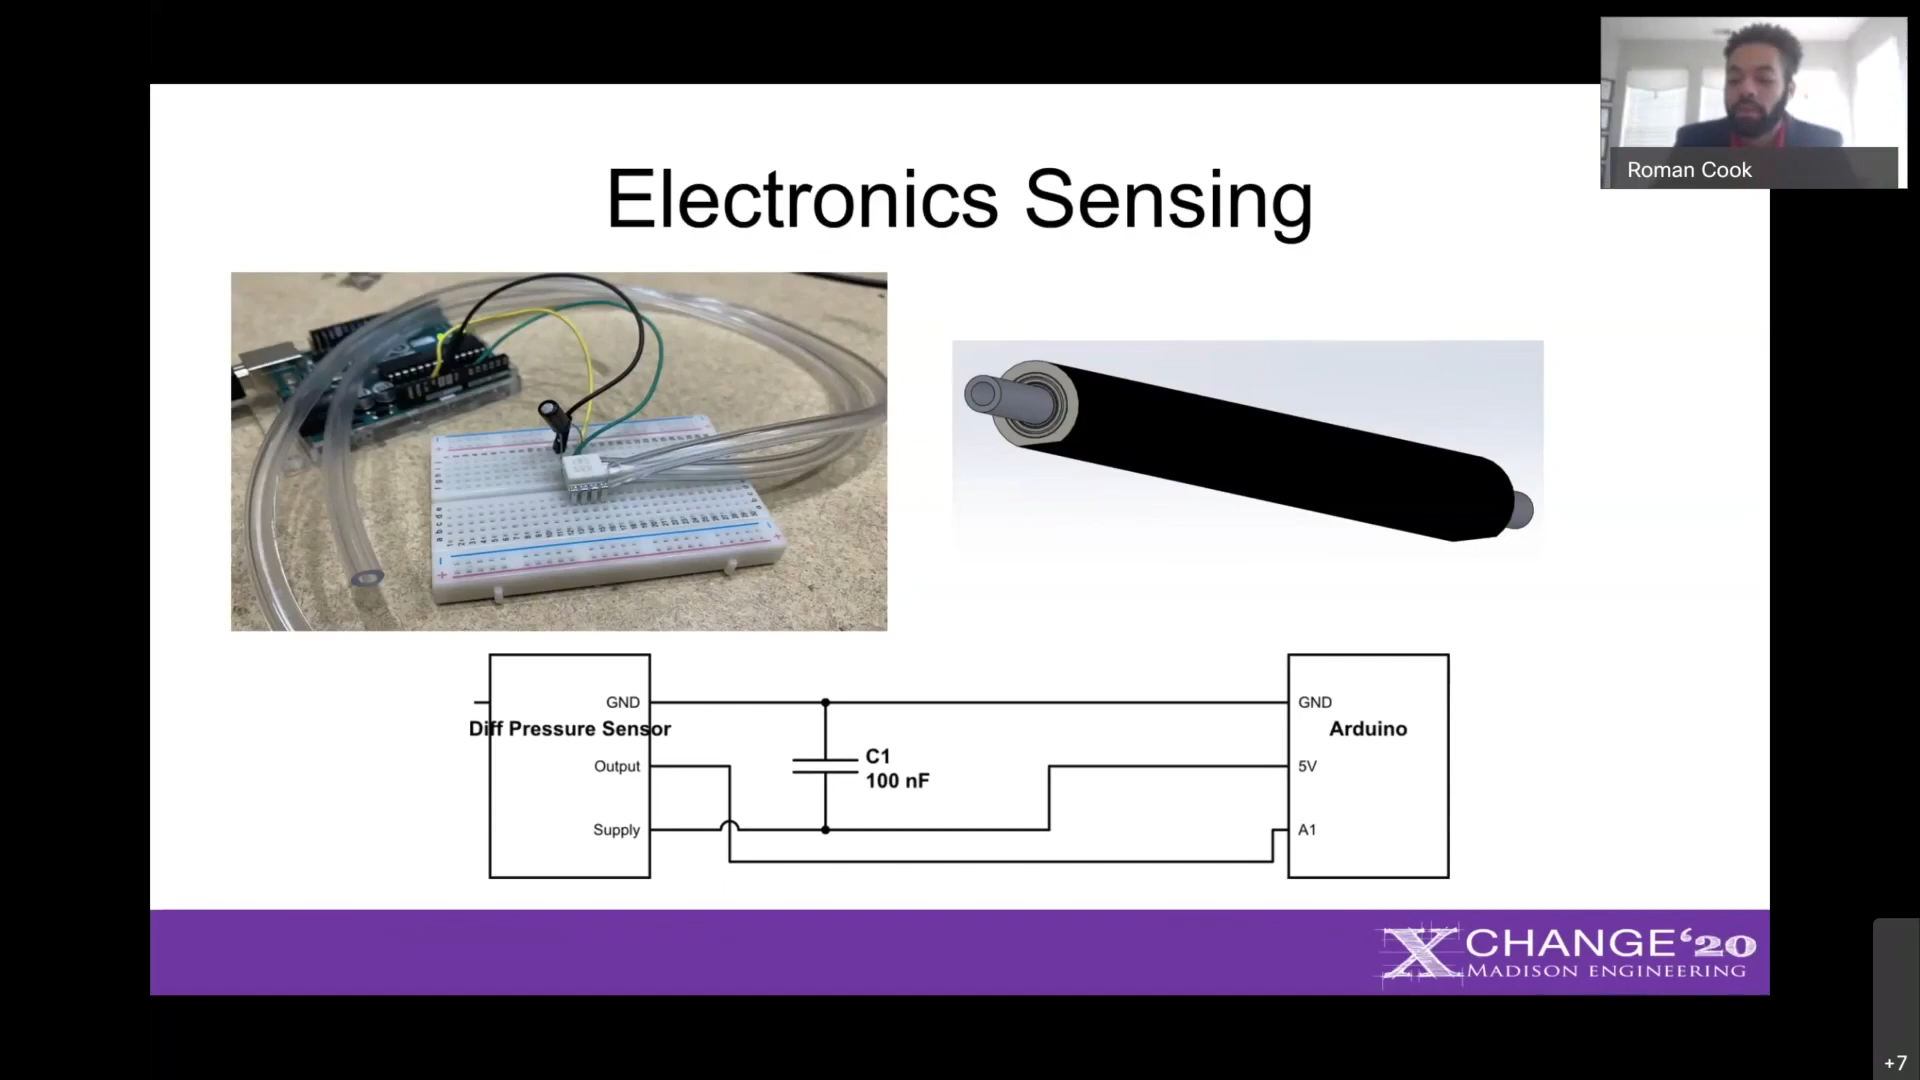 Roman Cook
Electronics Sensing
GND
Diff Pressure Sensor
Output
Supply
C1
100 nF
GND
Arduino
5V
A1
XCHANGE‘20
MADISON ENGINEERING
+7